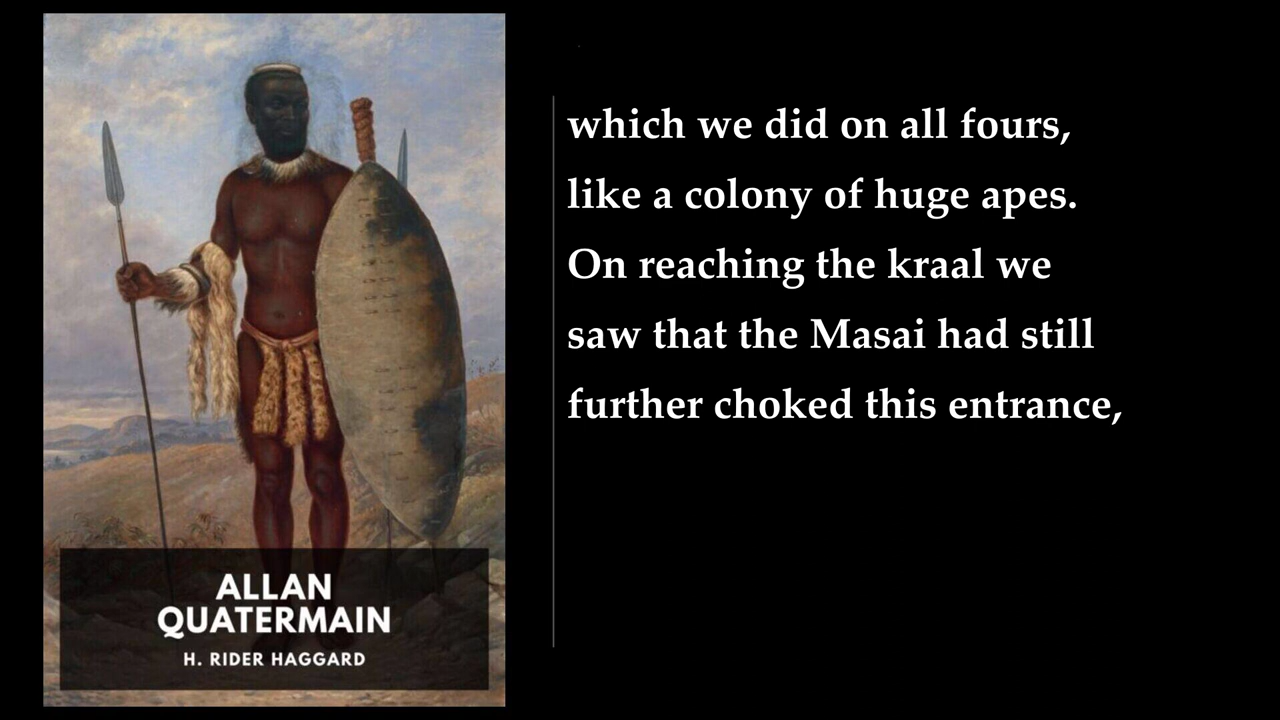 ALLAN
QUATERMAIN
H. RIDER HAGGARD
which we did on all fours,
like a colony of huge apes.
On reaching the kraal we
saw that the Masai had still
further choked this entrance,